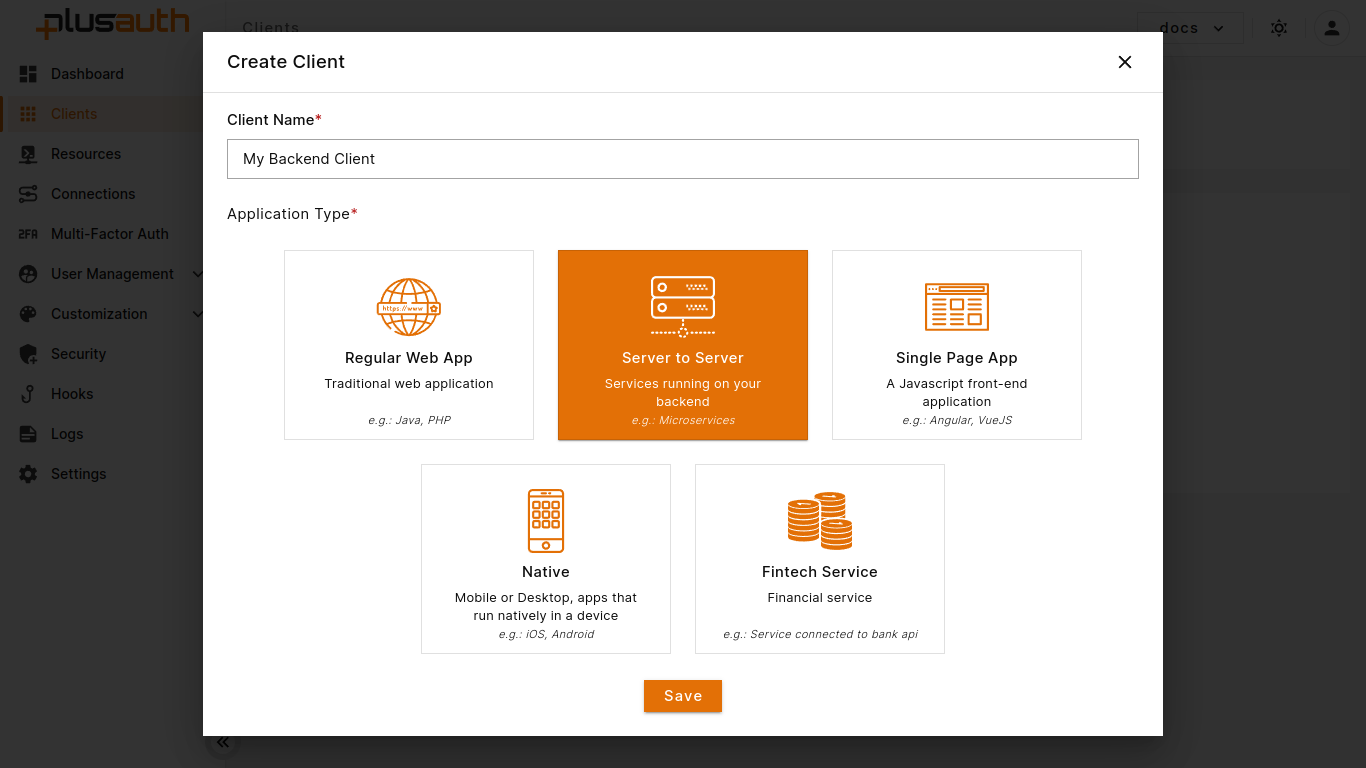 plusauth
Clients
docs
Dashboard
Clients
Resources
Connections
2FA Multi-Factor Auth
User Management
Customization
Security
Hooks
Logs
Settings
Create Client
Client Name*
My Backend Client
Application Type*
https://www
Regular Web App
Traditional web application
e.g.: Java, PHP
Server to Server
Services running on your
backend
e.g.: Microservices
Single Page App
A Javascript front-end
application
e.g.: Angular, VueJS
Native
Mobile or Desktop, apps that
run natively in a device
e.g.: iOS, Android
Fintech Service
Financial service
e.g.: Service connected to bank api
Save